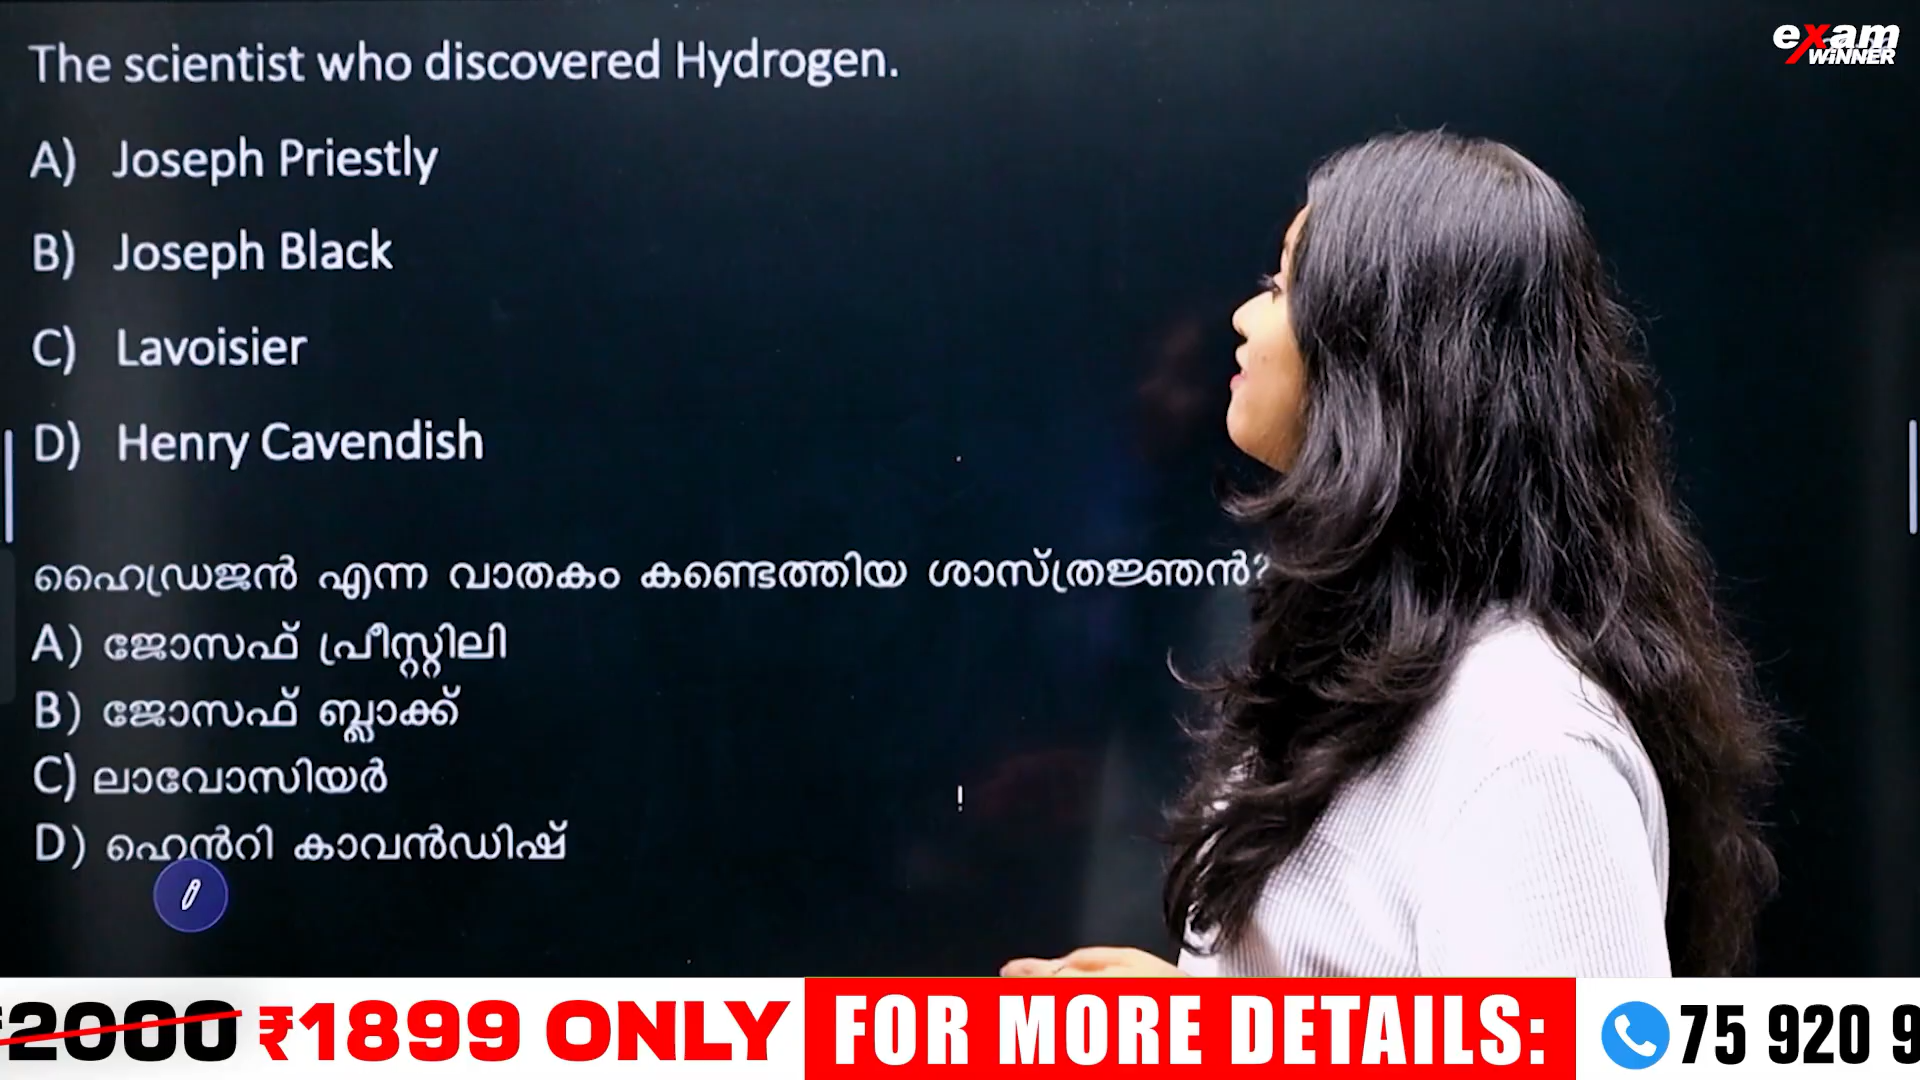 exam
WiNNER
The scientist who discovered Hydrogen.
A) Joseph Priestly
B) Joseph Black
C) Lavoisier
D) Henry Cavendish
ഹൈഡ്രജൻ എന്ന വാതകം കണ്ടെത്തിയ ശാസ്ത്രജ്ഞൻ?
A) ജോസഫ് പ്രീസ്റ്റിലി
B) ജോസഫ് ബ്ലാക്ക്
C) ലാവോസിയർ
D) ഹെൻറി കാവൻഡിഷ്
!
₹2000 ₹1899 ONLY FOR MORE DETAILS: 75 920 9